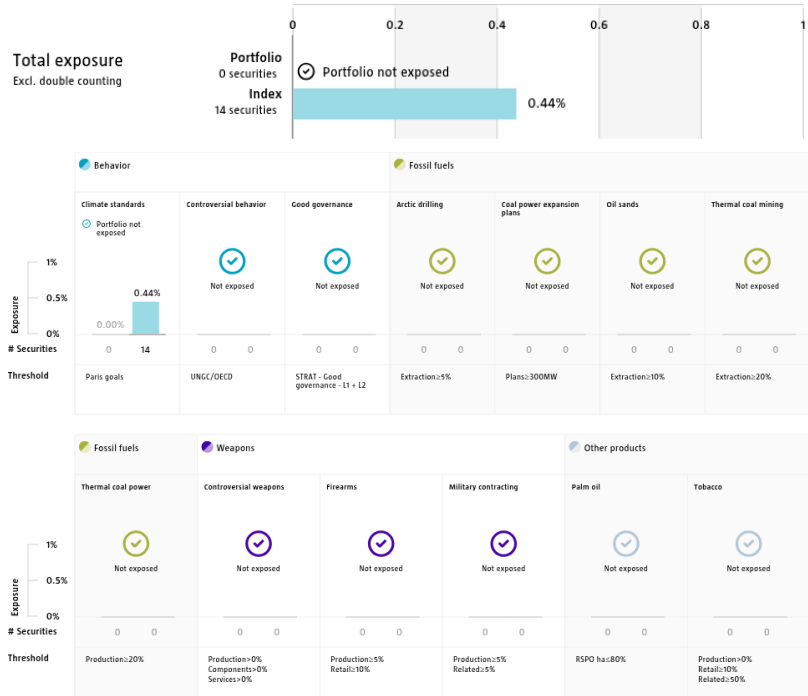 0 0.2 0.4 0.6 0.8 1
Total exposure
Excl. double counting
Portfolio
0 securities
Portfolio not exposed
Index
14 securities
0.44%
Behavior
Fossil fuels
Climate standards
Controversial behavior
Good governance
Arctic drilling
Coal power expansion
plans
Oil sands
Thermal coal mining
Portfolio not
exposed
Not exposed
Not exposed
Not exposed
Not exposed
Not exposed
Not exposed
Exposure
1%
0.5%
0%
0.00%
0.44%
# Securities
0 14
0 0
0 0
0 0
0 0
0 0
0 0
Threshold
Paris goals
UNGC/OECD
STRAT - Good
governance - L1 + L2
Extraction≥5%
Plans≥300MW
Extraction≥10%
Extraction≥20%
Fossil fuels
Weapons
Other products
Thermal coal power
Controversial weapons
Firearms
Military contracting
Palm oil
Tobacco
Not exposed
Not exposed
Not exposed
Not exposed
Not exposed
Not exposed
Exposure
1%
0.5%
0%
# Securities
0 0
0 0
0 0
0 0
0 0
0 0
Threshold
Production≥20%
Production>0%
Components>0%
Services>0%
Production≥5%
Retail≥10%
Production≥5%
Related≥5%
RSPO ha≤80%
Production>0%
Retail≥10%
Related≥50%